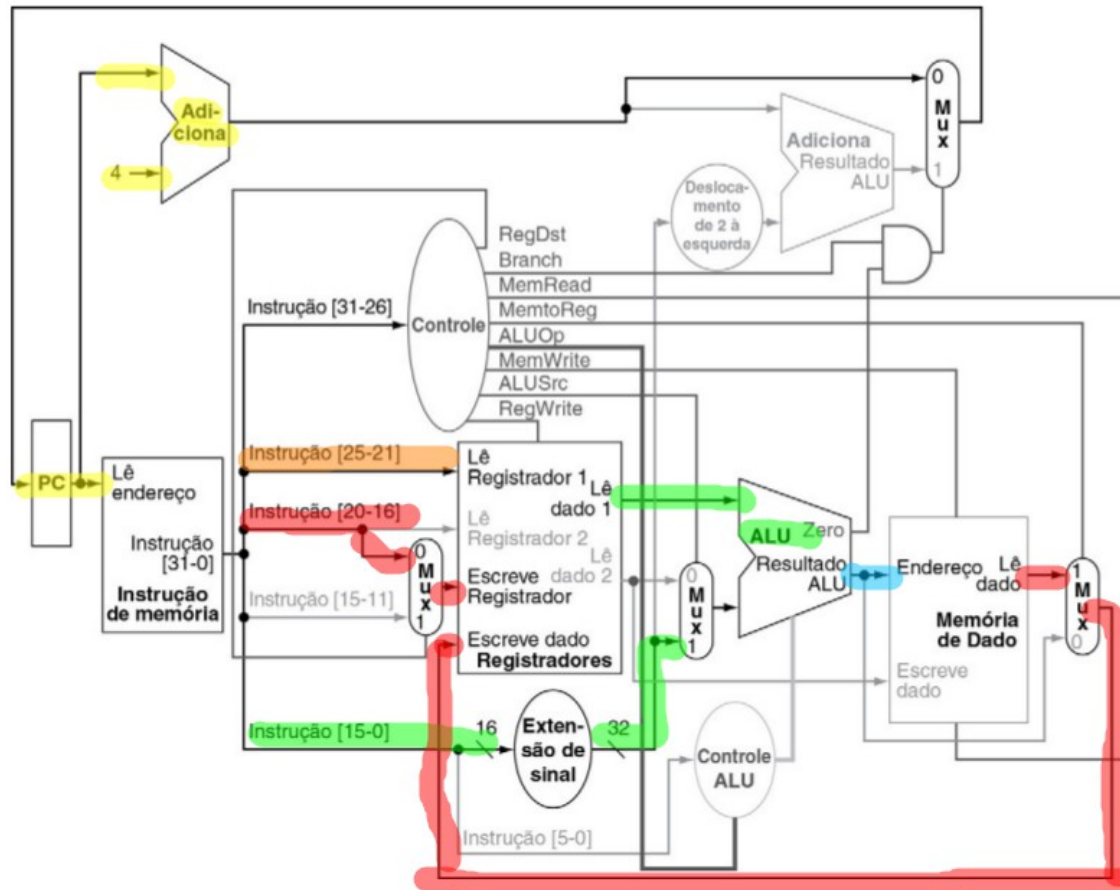 Adi-
ciona
4
0
M
u
x
1
Adiciona
Resultado
ALU
Desloca-
mento
de 2 à
esquerda
RegDst
Branch
MemRead
MemtoReg
ALUOp
MemWrite
ALUSrc
RegWrite
Instrução [31-26]
Controle
PC
Lê
endereço
Instrução
[31-0]
Instrução
de memória
Instrução [25-21]
Instrução [20-16]
Instrução [15-11]
0
M
u
x
1
Lê
Registrador 1
Lê
dado 1
Lê
Registrador 2
Lê
dado 2
Escreve
Registrador
Escreve dado
Registradores
0
M
u
x
1
ALU
Zero
Resultado
ALU
Endereço
Lê
dado
Memória
de Dado
Escreve
dado
1
M
u
x
0
Instrução [15-0]
16
Exten-
são de
sinal
32
Controle
ALU
Instrução [5-0]